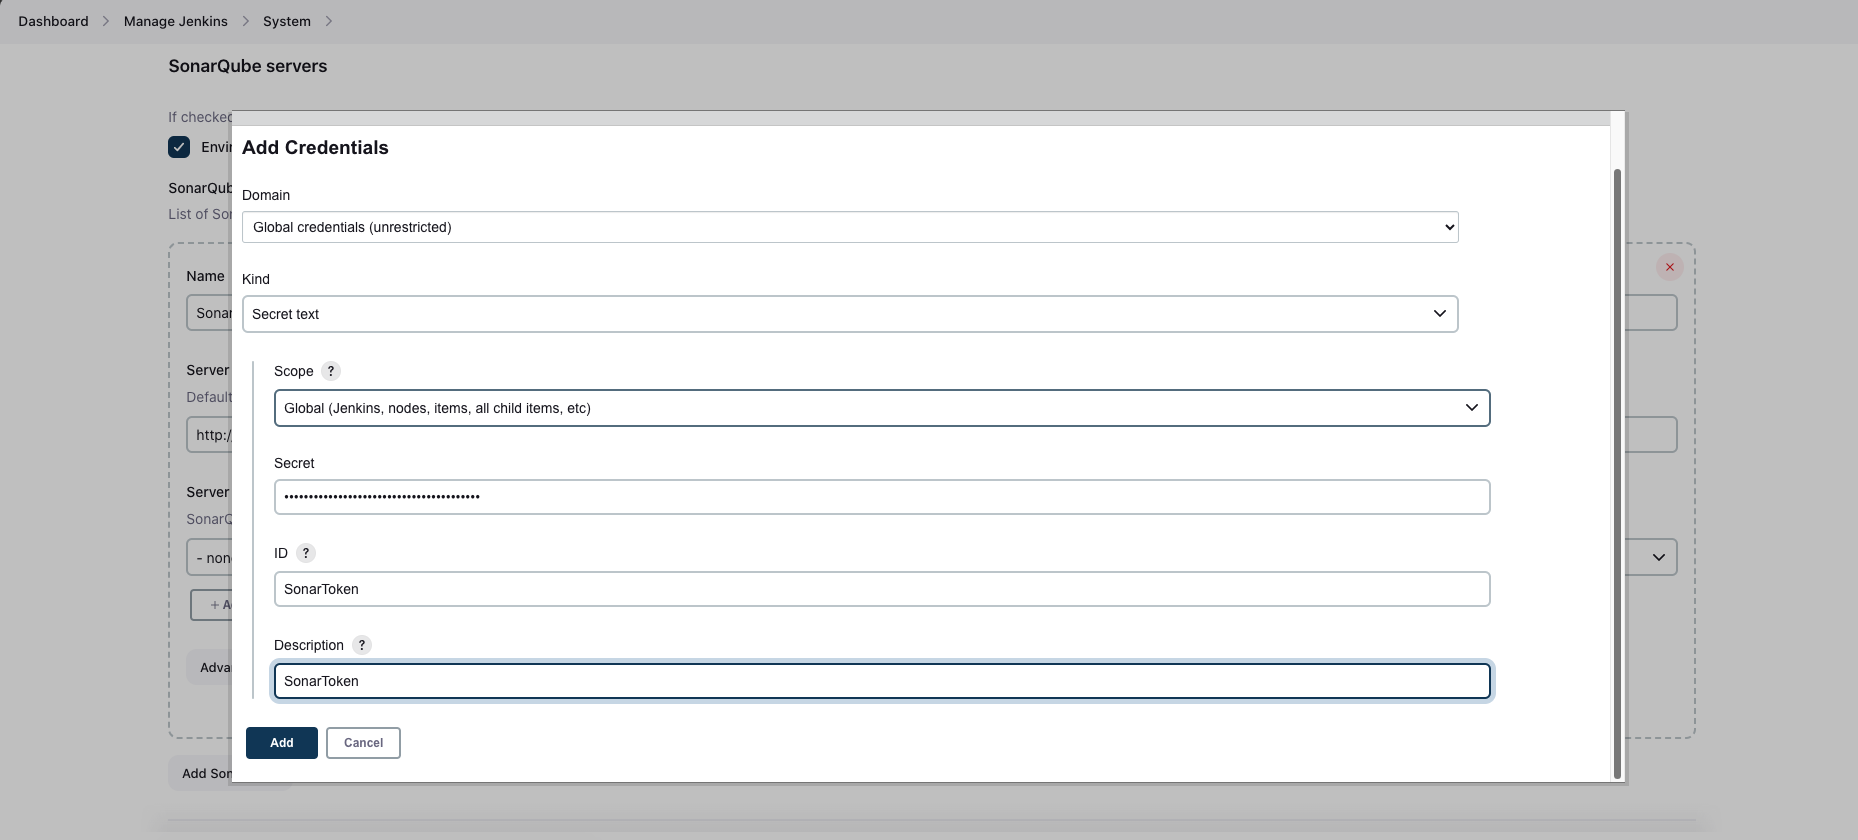 Dashboard > Manage Jenkins > System >
SonarQube servers
If checked
Envir
Add Credentials
SonarQub
List of Sor
Domain
Global credentials (unrestricted)
Name
Sonar
Kind
Secret text
Server
Default
http:/
Scope ?
Global (Jenkins, nodes, items, all child items, etc)
Secret
••••••••••••••••••••••••••••••••••••••••
Server
SonarQ
- none
+ A
ID ?
SonarToken
Description ?
SonarToken
Adva
Add
Cancel
Add Son